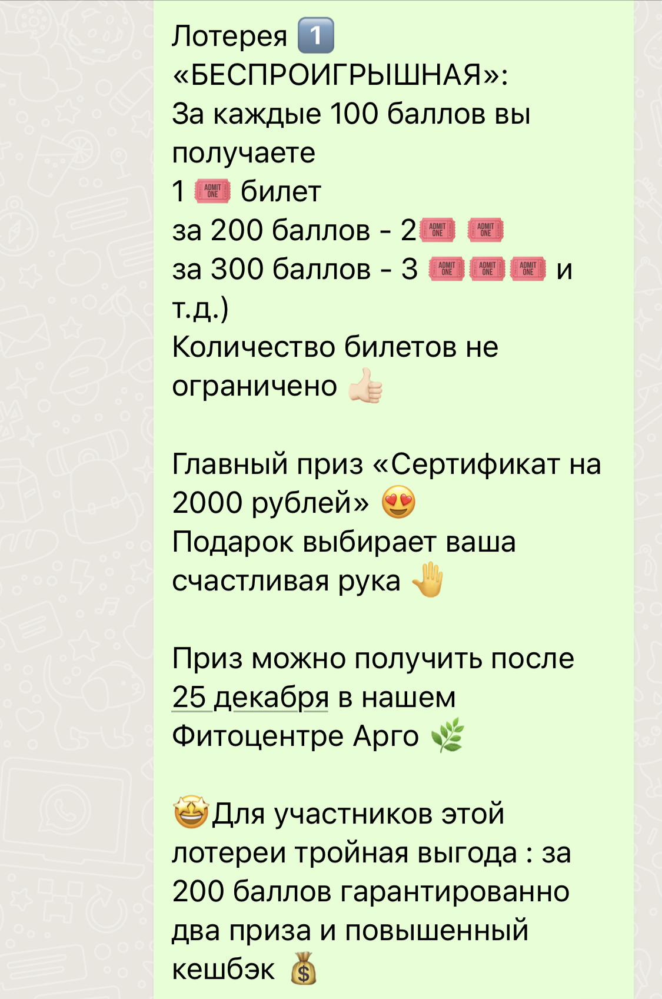 Лотерея 1️⃣
«БЕСПРОИГРЫШНАЯ»:
За каждые 100 баллов вы
получаете
1 🎟 билет
за 200 баллов - 2🎟 🎟
за 300 баллов - 3 🎟🎟🎟 и
т.д.)
Количество билетов не
ограничено 👍🏻
Главный приз «Сертификат на
2000 рублей» 😍
Подарок выбирает ваша
счастливая рука 🤚
Приз можно получить после
25 декабря в нашем
Фитоцентре Арго 🌿
🤩Для участников этой
лотереи тройная выгода : за
200 баллов гарантированно
два приза и повышенный
кешбэк 💰